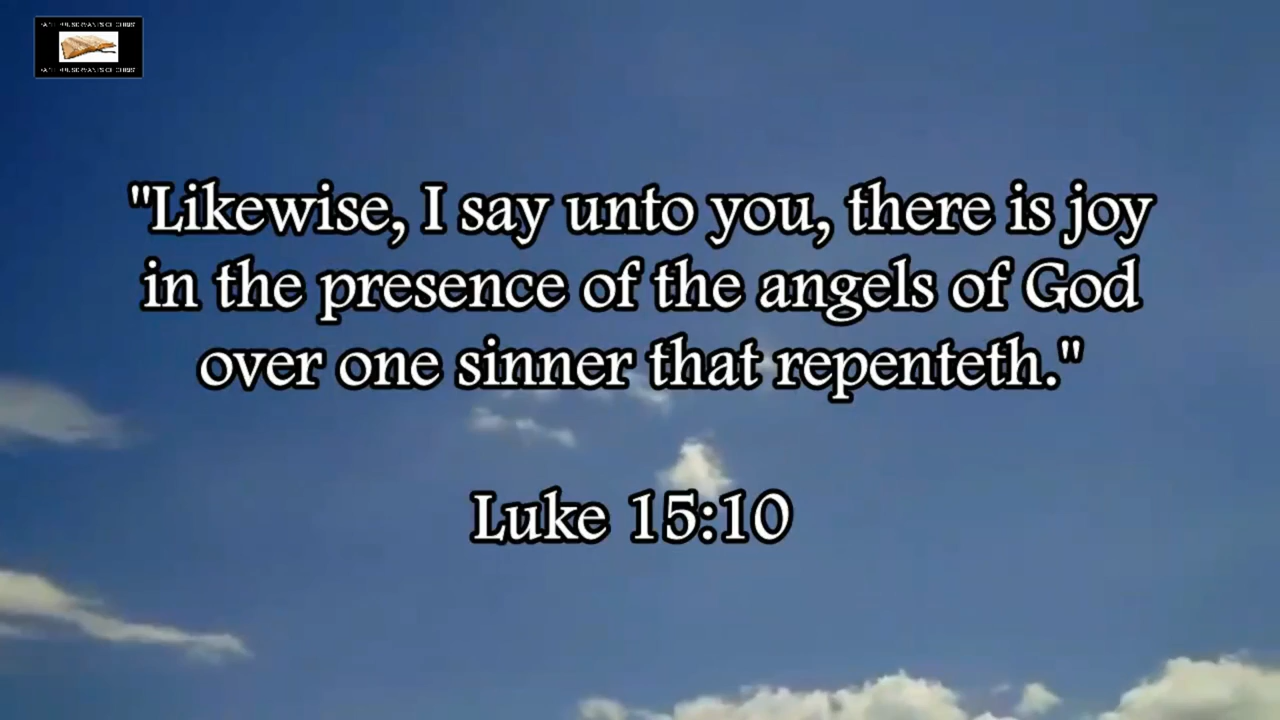 "Likewise, I say unto you, there is joy
in the presence of the angels of God
over one sinner that repenteth."
Luke 15:10